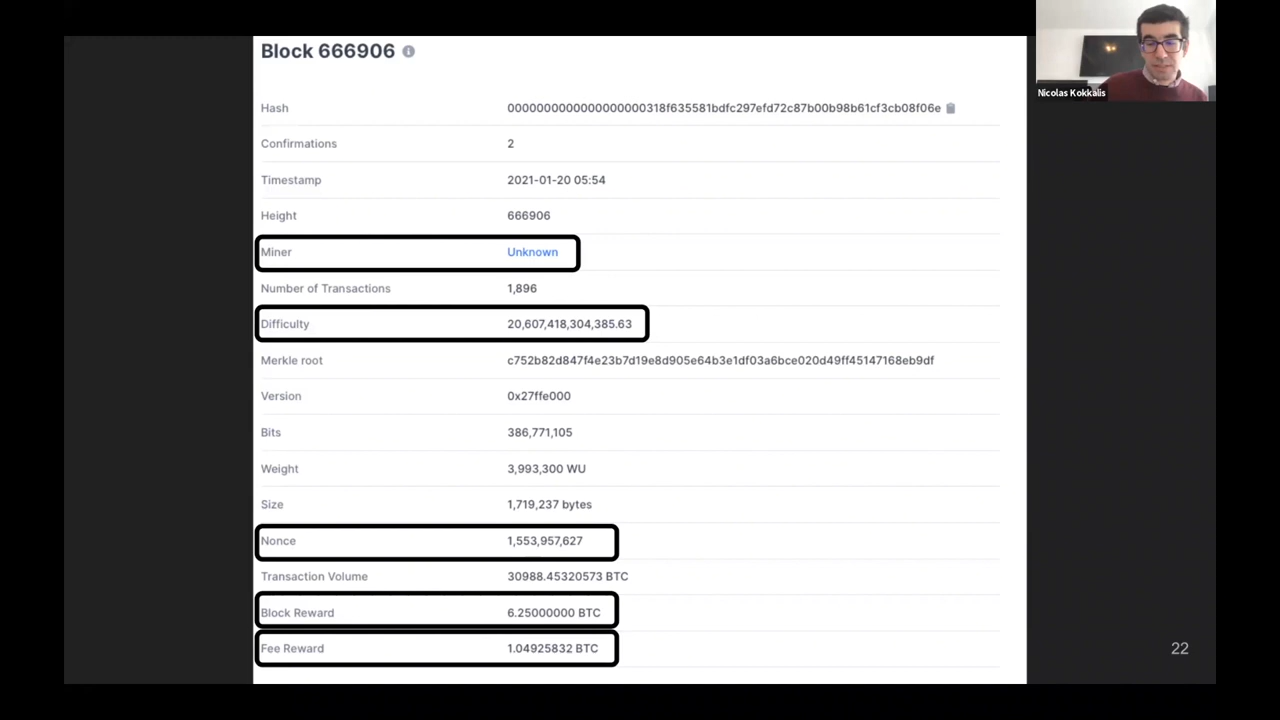 Block 666906
Nicolas Kokkalis
Hash 0000000000000000000318f635581bdfc297efd72c87b00b98b61cf3cb08f06e
Confirmations 2
Timestamp 2021-01-20 05:54
Height 666906
Miner Unknown
Number of Transactions 1,896
Difficulty 20,607,418,304,385.63
Merkle root c752b82d847f4e23b7d19e8d905e64b3e1df03a6bce020d49ff45147168eb9df
Version 0x27ffe000
Bits 386,771,105
Weight 3,993,300 WU
Size 1,719,237 bytes
Nonce 1,553,957,627
Transaction Volume 30988.45320573 BTC
Block Reward 6.25000000 BTC
Fee Reward 1.04925832 BTC
22